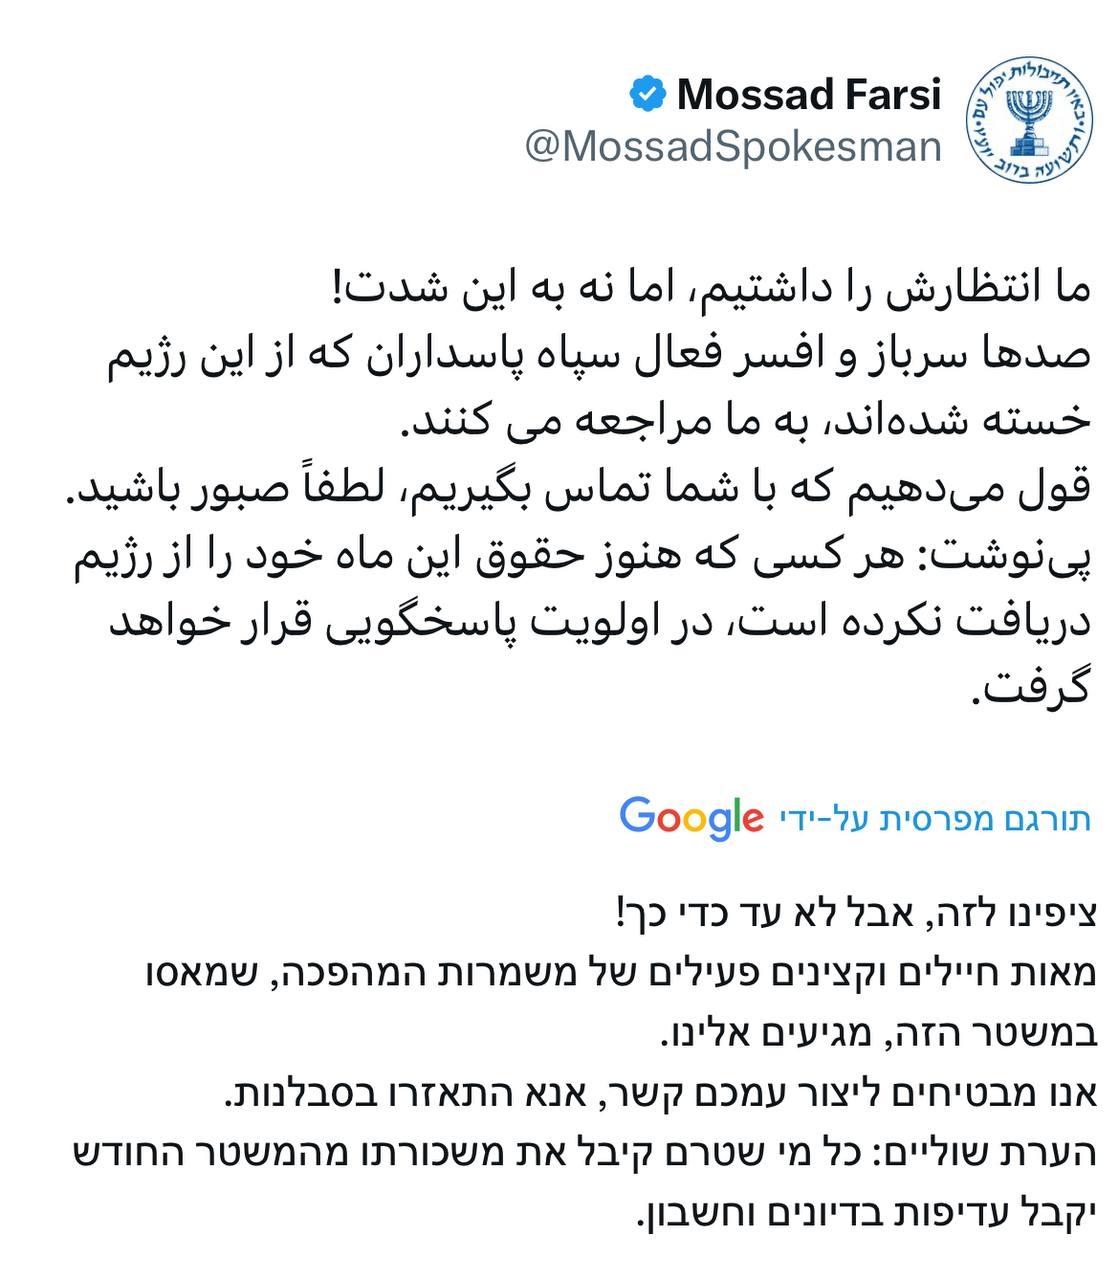 Mossad Farsi
@MossadSpokesman
באין תחבולות יפול עם ותשועה ברוב יועץ
ما انتظارش را داشتیم، اما نه به این شدت!
صدها سرباز و افسر فعال سپاه پاسداران که از این رژیم
خسته شده‌اند، به ما مراجعه می کنند.
قول می‌دهیم که با شما تماس بگیریم، لطفاً صبور باشید.
پی‌نوشت: هر کسی که هنوز حقوق این ماه خود را از رژیم
دریافت نکرده است، در اولویت پاسخگویی قرار خواهد
گرفت.
תורגם מפרסית על-ידי Google
ציפינו לזה, אבל לא עד כדי כך!
מאות חיילים וקצינים פעילים של משמרות המהפכה, שמאסו
במשטר הזה, מגיעים אלינו.
אנו מבטיחים ליצור עמכם קשר, אנא התאזרו בסבלנות.
הערת שוליים: כל מי שטרם קיבל את משכורתו מהמשטר החודש
יקבל עדיפות בדיונים וחשבון.